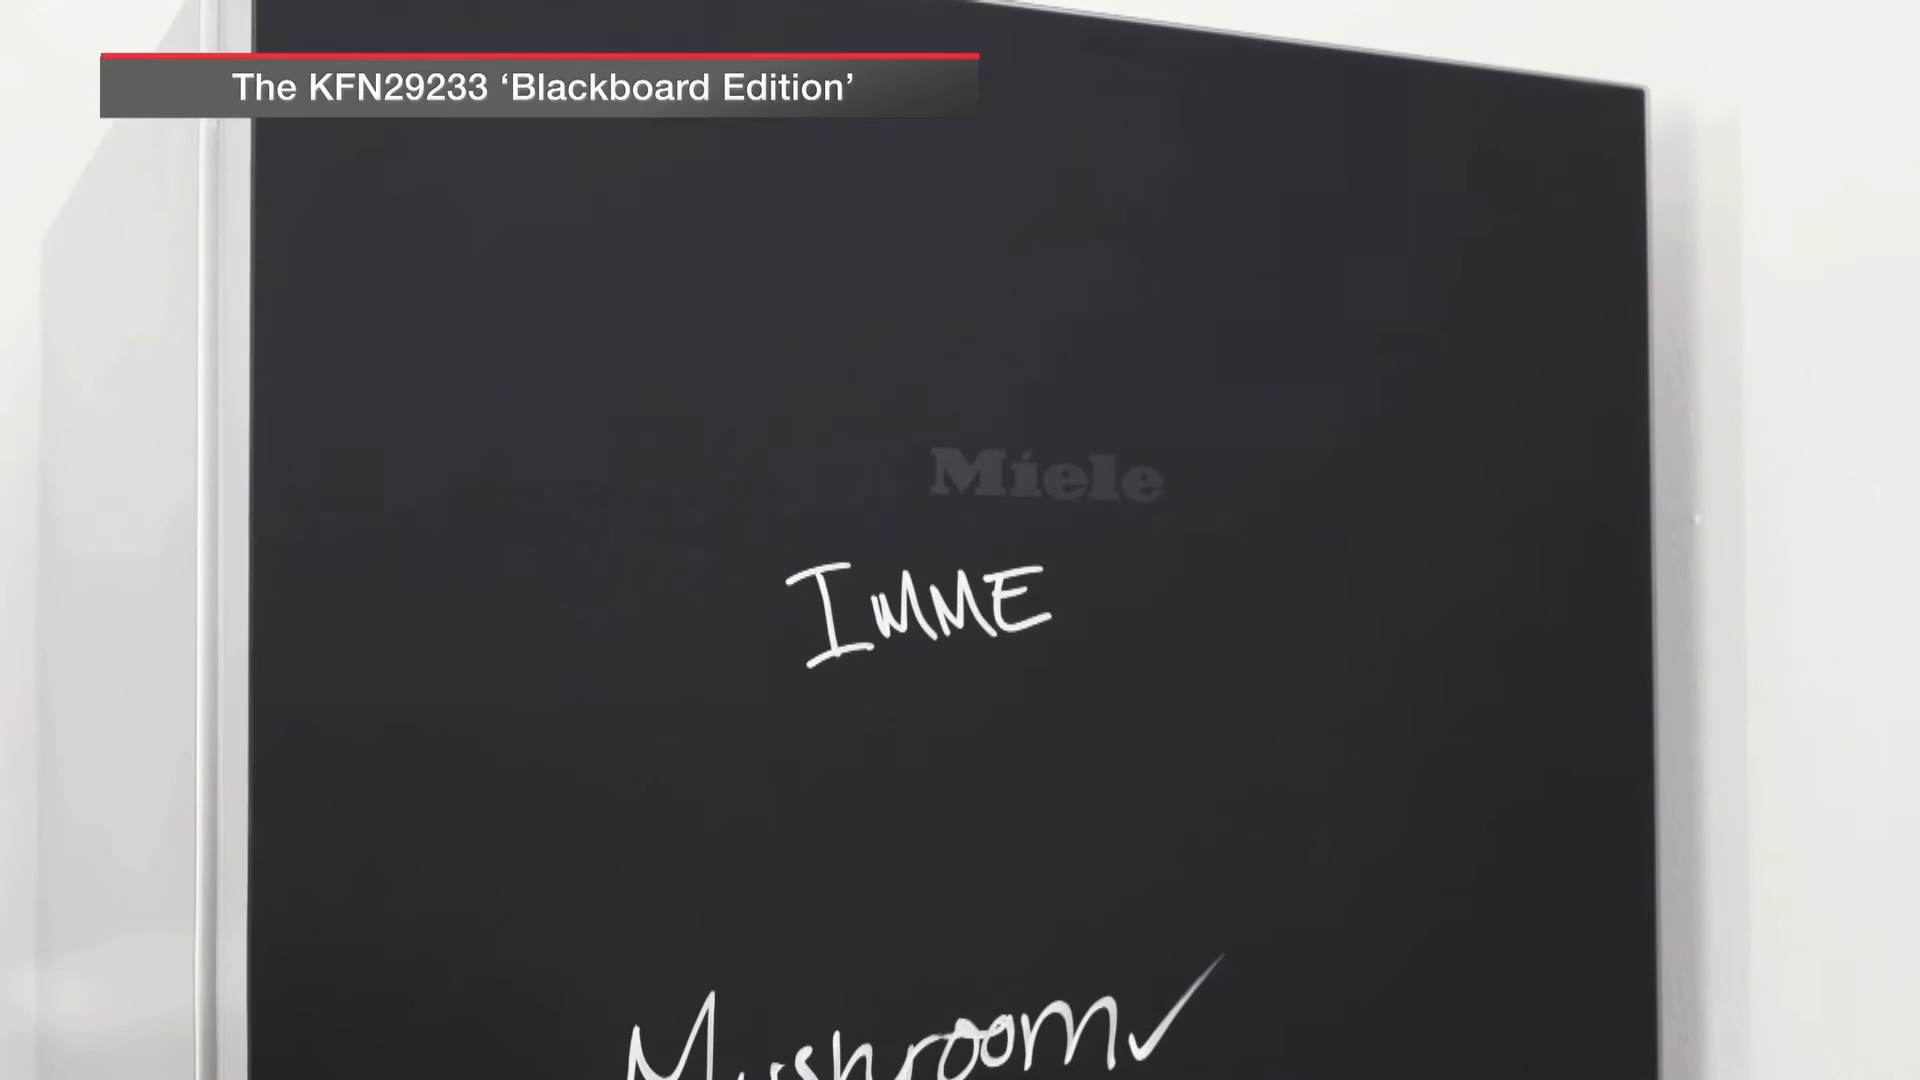 The KFN29233 ‘Blackboard Edition’
Miele
IMME
Mushroom✓